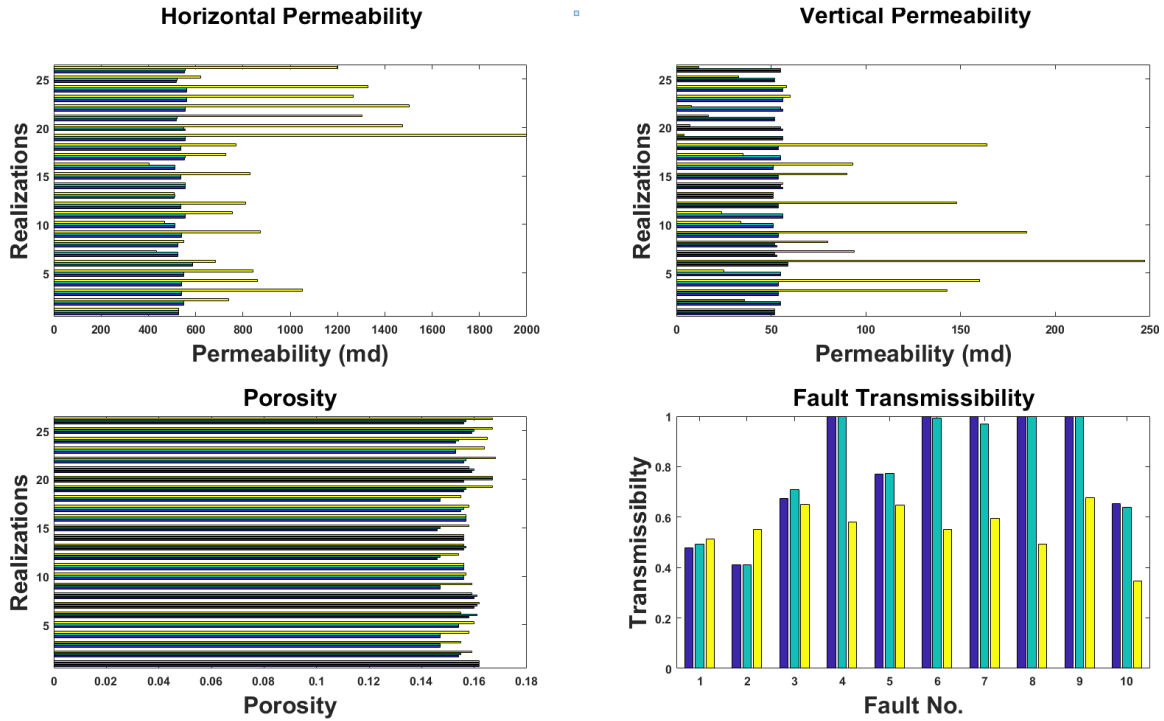 Horizontal Permeability
Vertical Permeability
25
20
15
10
5
Realizations
0 200 400 600 800 1000 1200 1400 1600 1800 2000
Permeability (md)
25
20
15
10
5
Realizations
0 50 100 150 200 250
Permeability (md)
Porosity
25
20
15
10
5
Realizations
0 0.02 0.04 0.06 0.08 0.1 0.12 0.14 0.16 0.18
Porosity
Fault Transmissibility
1
0.8
0.6
0.4
0.2
0
Transmissibilty
1 2 3 4 5 6 7 8 9 10
Fault No.